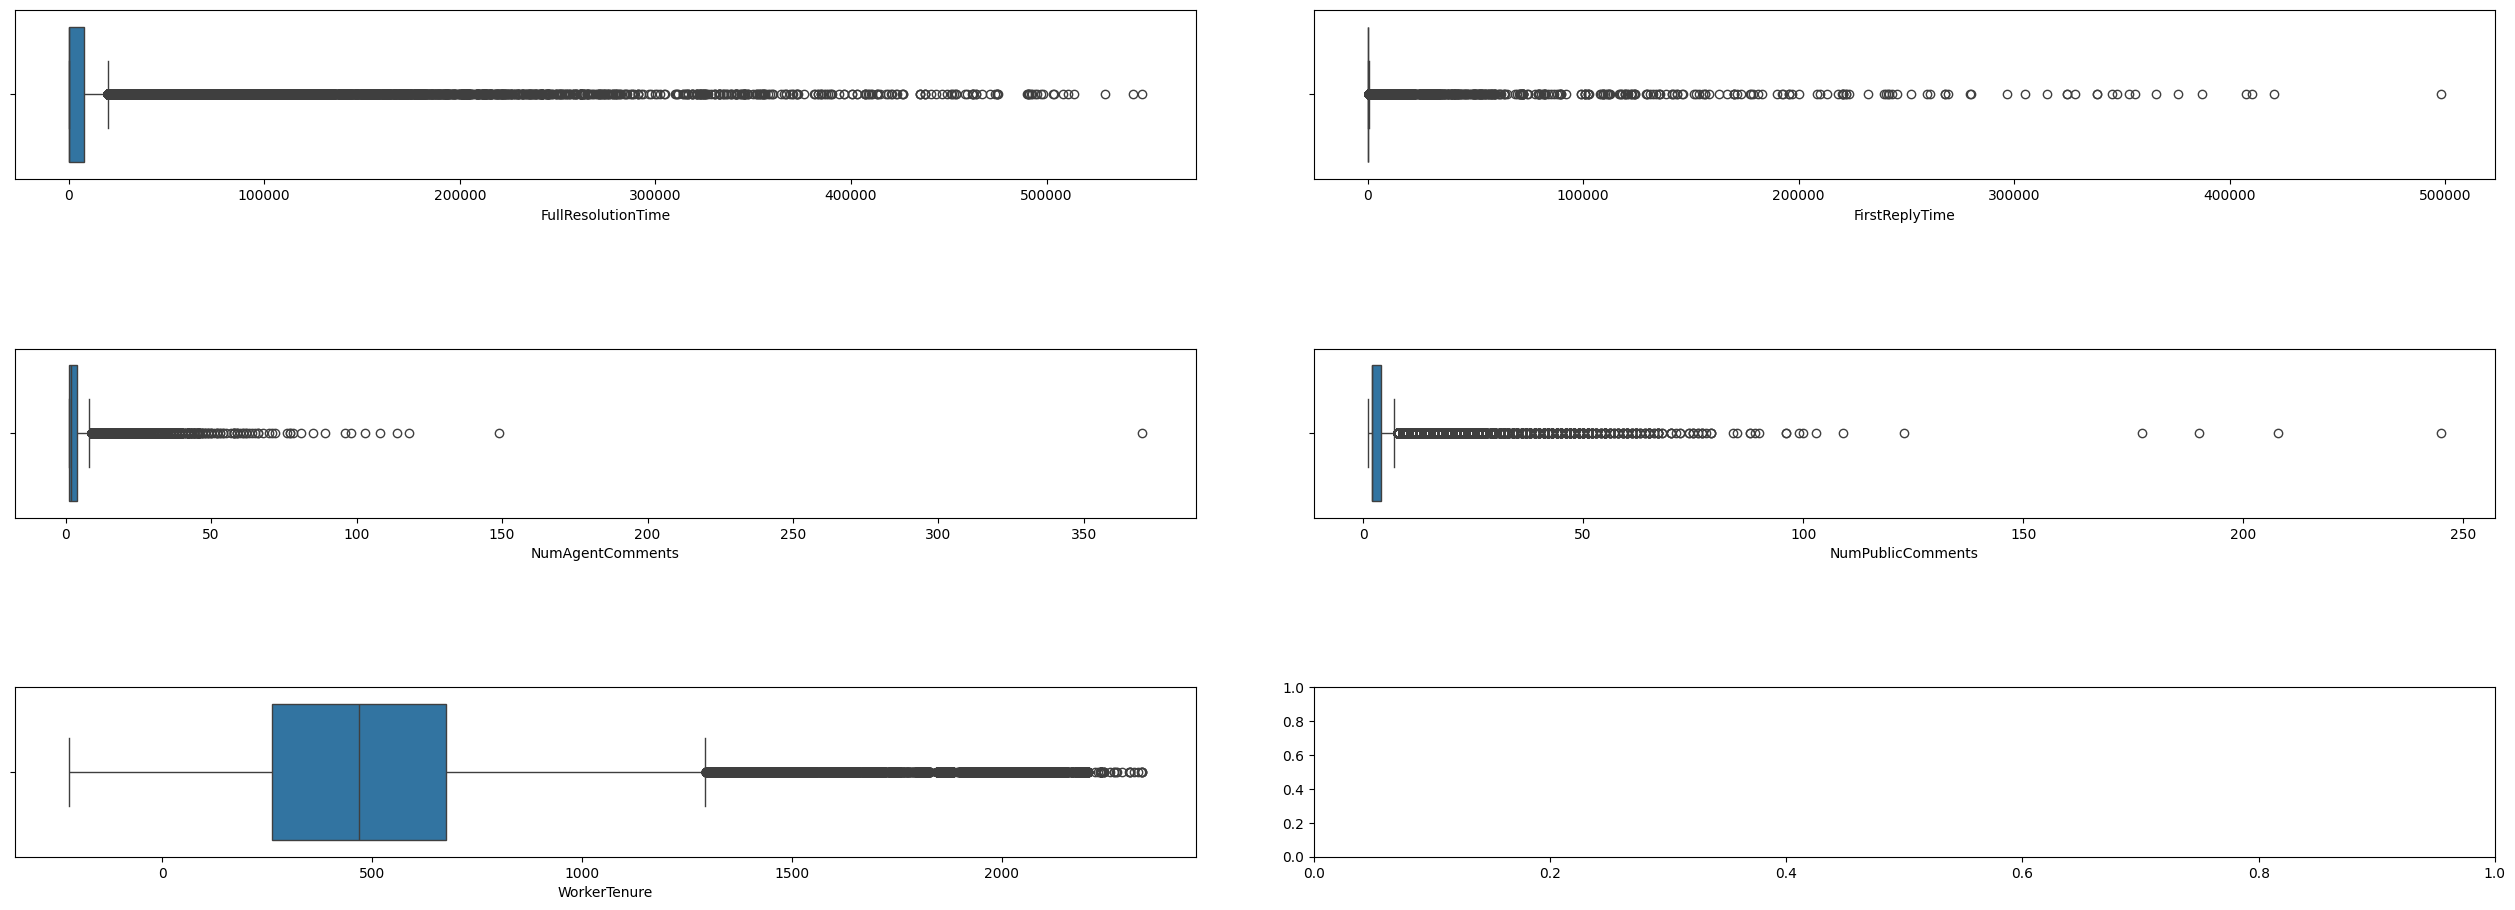 0 100000 200000 300000 400000 500000
FullResolutionTime
0 100000 200000 300000 400000 500000
FirstReplyTime
0 50 100 150 200 250 300 350
NumAgentComments
0 50 100 150 200 250
NumPublicComments
0 500 1000 1500 2000
WorkerTenure
1.0
0.8
0.6
0.4
0.2
0.0
0.0 0.2 0.4 0.6 0.8 1.0